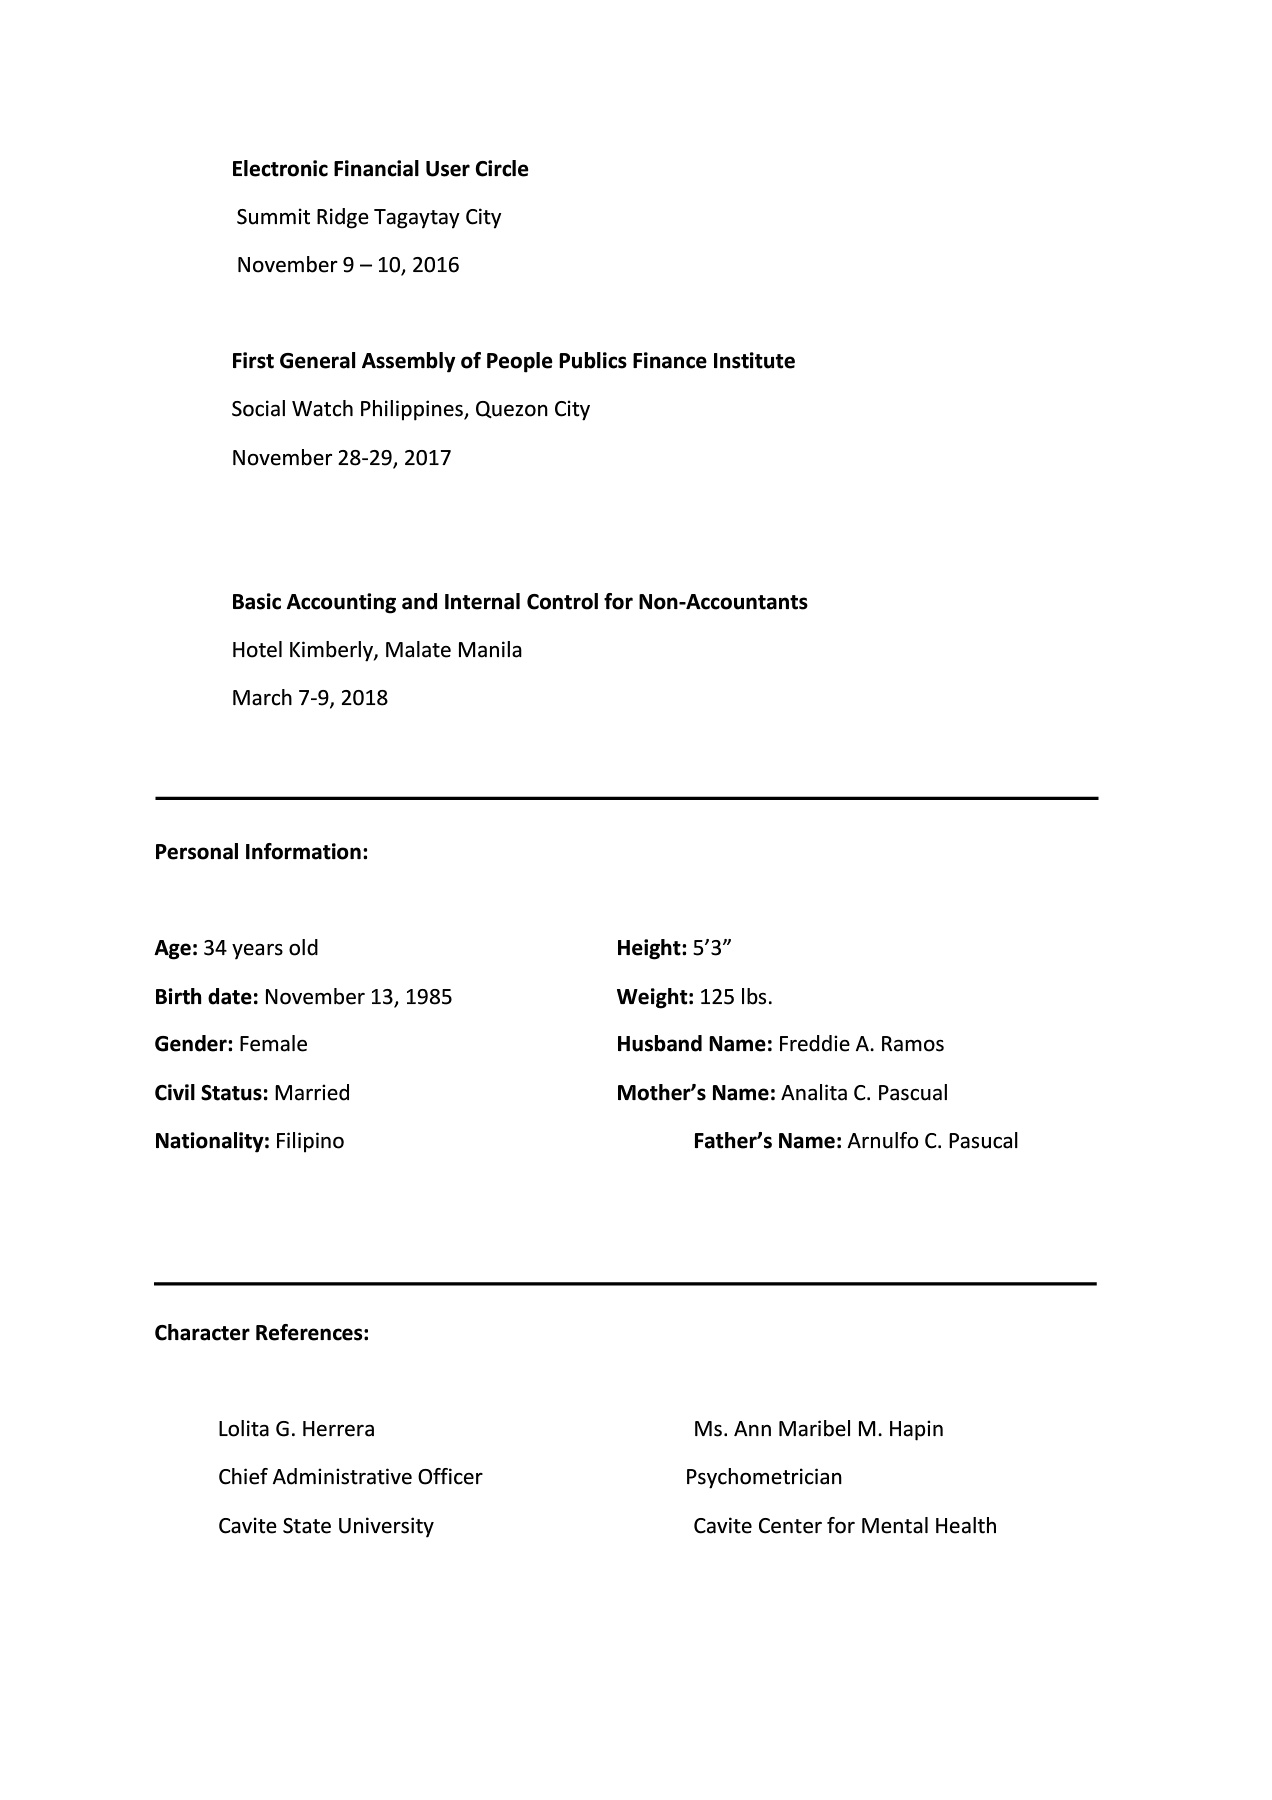 Electronic Financial User Circle
Summit Ridge Tagaytay City
November 9 – 10, 2016
First General Assembly of People Publics Finance Institute
Social Watch Philippines, Quezon City
November 28-29, 2017
Basic Accounting and Internal Control for Non-Accountants
Hotel Kimberly, Malate Manila
March 7-9, 2018
Personal Information:
Age: 34 years old Height: 5’3”
Birth date: November 13, 1985 Weight: 125 lbs.
Gender: Female Husband Name: Freddie A. Ramos
Civil Status: Married Mother’s Name: Analita C. Pascual
Nationality: Filipino Father’s Name: Arnulfo C. Pasucal
Character References:
Lolita G. Herrera Ms. Ann Maribel M. Hapin
Chief Administrative Officer Psychometrician
Cavite State University Cavite Center for Mental Health